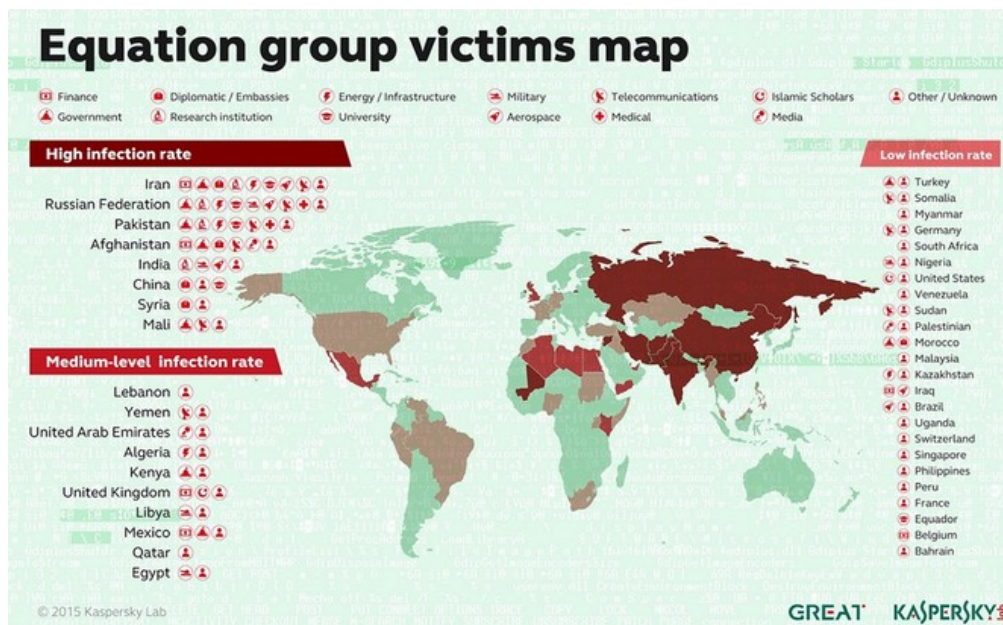 Equation group victims map
Finance
Diplomatic / Embassies
Energy / Infrastructure
Military
Telecommunications
Islamic Scholars
Other / Unknown
Government
Research institution
University
Aerospace
Medical
Media
High infection rate
Iran
Russian Federation
Pakistan
Afghanistan
India
China
Syria
Mali
Medium-level infection rate
Lebanon
Yemen
United Arab Emirates
Algeria
Kenya
United Kingdom
Libya
Mexico
Qatar
Egypt
Low infection rate
Turkey
Somalia
Myanmar
Germany
South Africa
Nigeria
United States
Venezuela
Sudan
Palestinian
Morocco
Malaysia
Kazakhstan
Iraq
Brazil
Uganda
Switzerland
Singapore
Philippines
Peru
France
Equador
Belgium
Bahrain
© 2015 Kaspersky Lab
GREAT
KASPERSKY